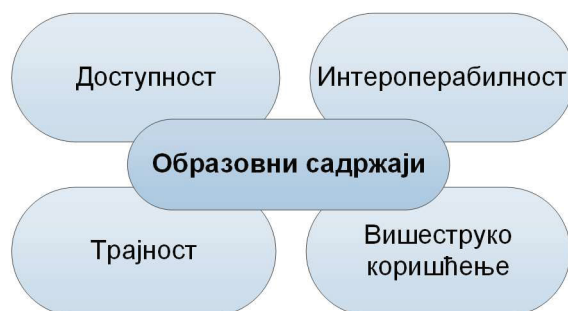 Доступност
Интероперабилност
Образовни садржаји
Трајност
Вишеструко
коришћење